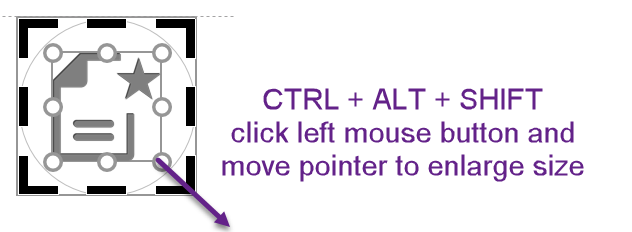 CTRL + ALT + SHIFT
click left mouse button and
move pointer to enlarge size